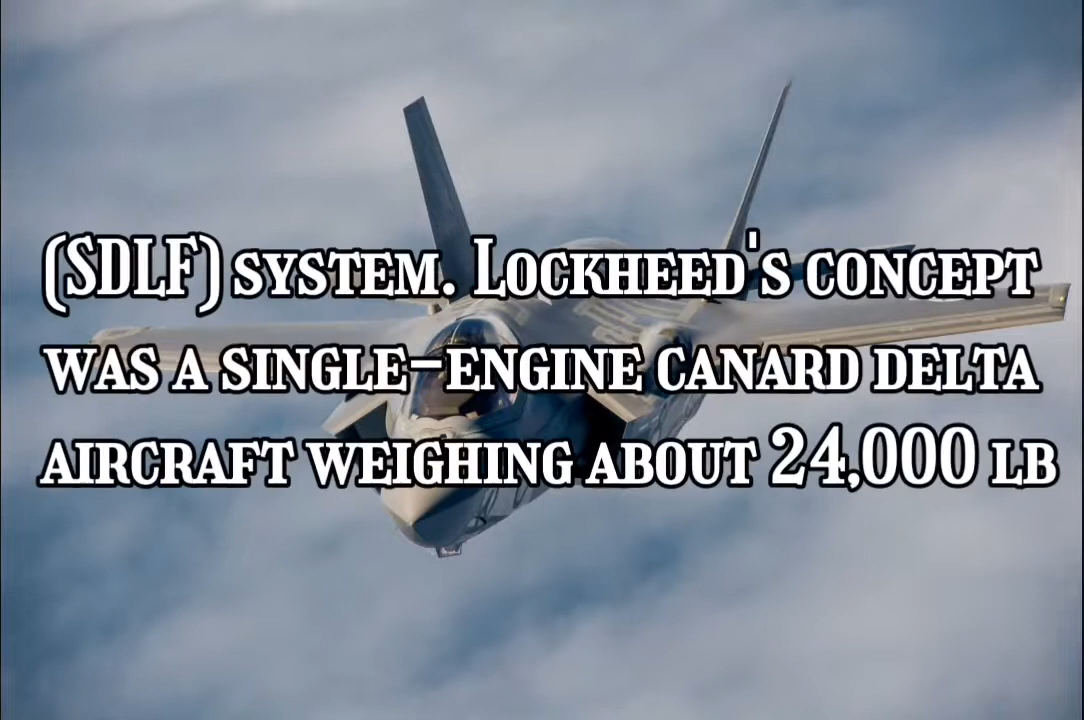 (SDLF) system. Lockheed's concept
was a single-engine canard delta
aircraft weighing about 24,000 lb